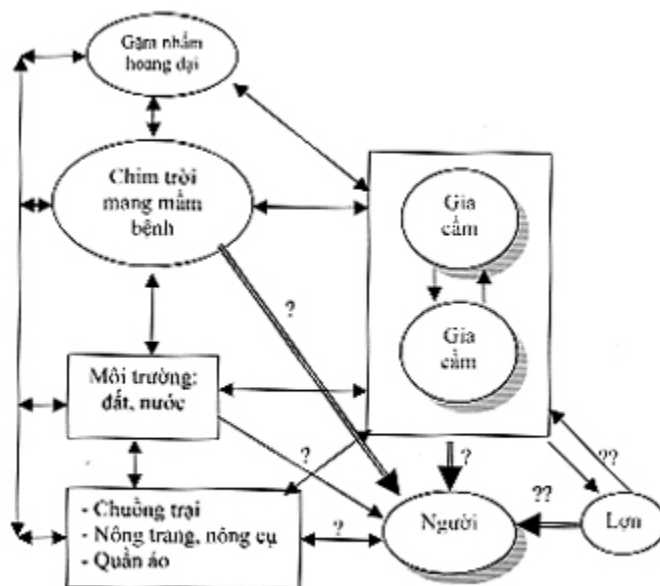 Gặm nhấm
hoang dại
Chim trời
mang mầm
bệnh
Gia
cầm
Gia
cầm
?
Môi trường:
đất, nước
?
?
??
??
- Chuồng trại
- Nông trang, nông cụ
- Quần áo
?
Người
Lợn